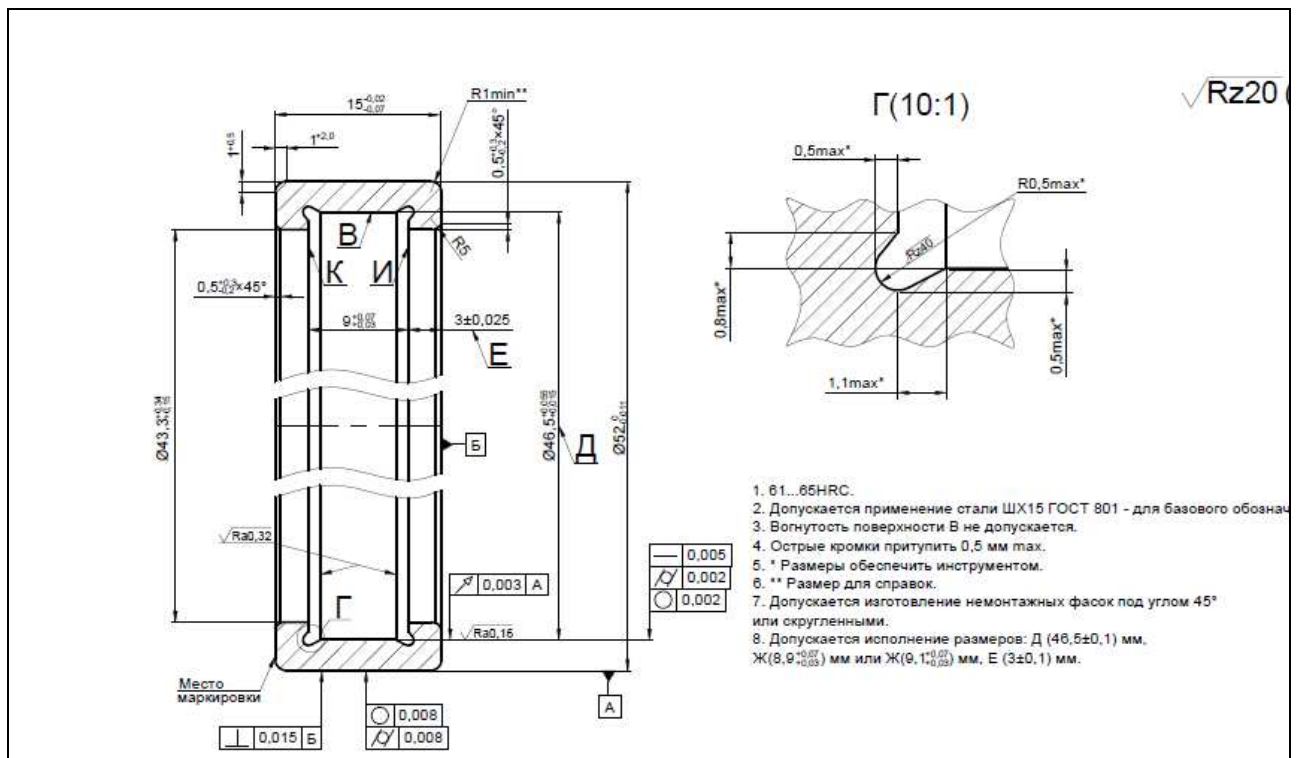 15-0,02 -0,07
R1min**
Г(10:1)
Rz20 (
1+0,5
1+2,0
0,5+0,3 -0,2×45°
0,5max*
R0,5max*
В
R5
К
И
Rz40
0,5+0,3 -0,2×45°
0,8max*
9+0,07 +0,03
3±0,025
Е
0,5max*
1,1max*
Ø43,3+0,34 +0,15
Ø46,5
Д
Ø52 0 -0,011
Б
1. 61...65HRC.
2. Допускается применение стали ШХ15 ГОСТ 801 - для базового обознач
3. Вогнутость поверхности В не допускается.
4. Острые кромки притупить 0,5 мм max.
5. * Размеры обеспечить инструментом.
6. ** Размер для справок.
7. Допускается изготовление немонтажных фасок под углом 45°
или скругленными.
8. Допускается исполнение размеров: Д (46,5±0,1) мм,
Ж(8,9+0,07 +0,03) мм или Ж(9,1+0,07 +0,03) мм, Е (3±0,1) мм.
Ra0,32
0,005
0,002
0,002
0,003 А
Г
Ra0,16
Место
маркировки
А
0,008
0,015 Б
0,008